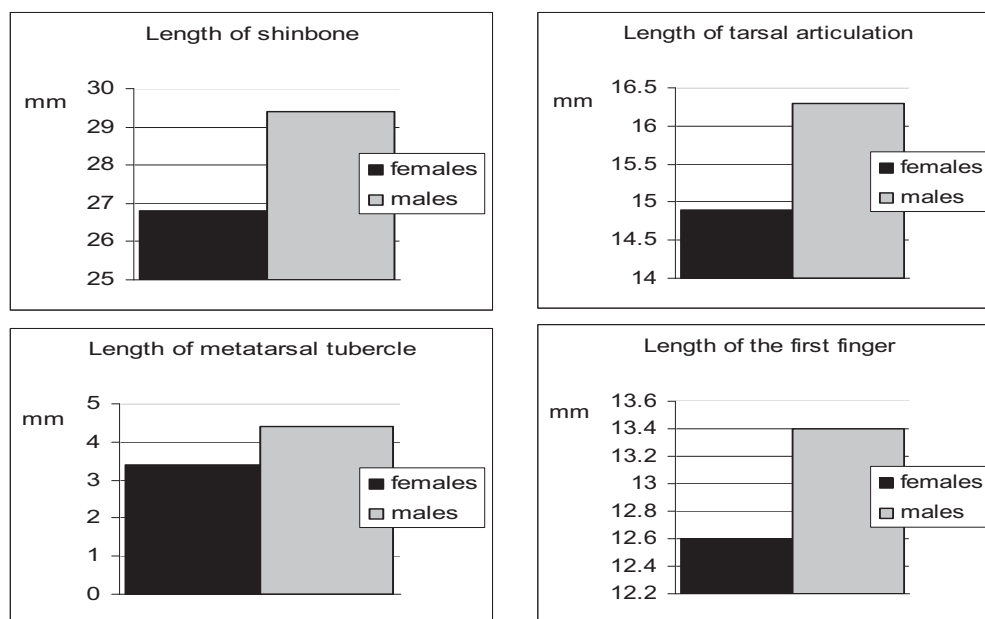 Length of shinbone
mm
30
29
28
27
26
25
females
males
Length of tarsal articulation
mm
16.5
16
15.5
15
14.5
14
females
males
Length of metatarsal tubercle
mm
5
4
3
2
1
0
females
males
Length of the first finger
mm
13.6
13.4
13.2
13
12.8
12.6
12.4
12.2
females
males